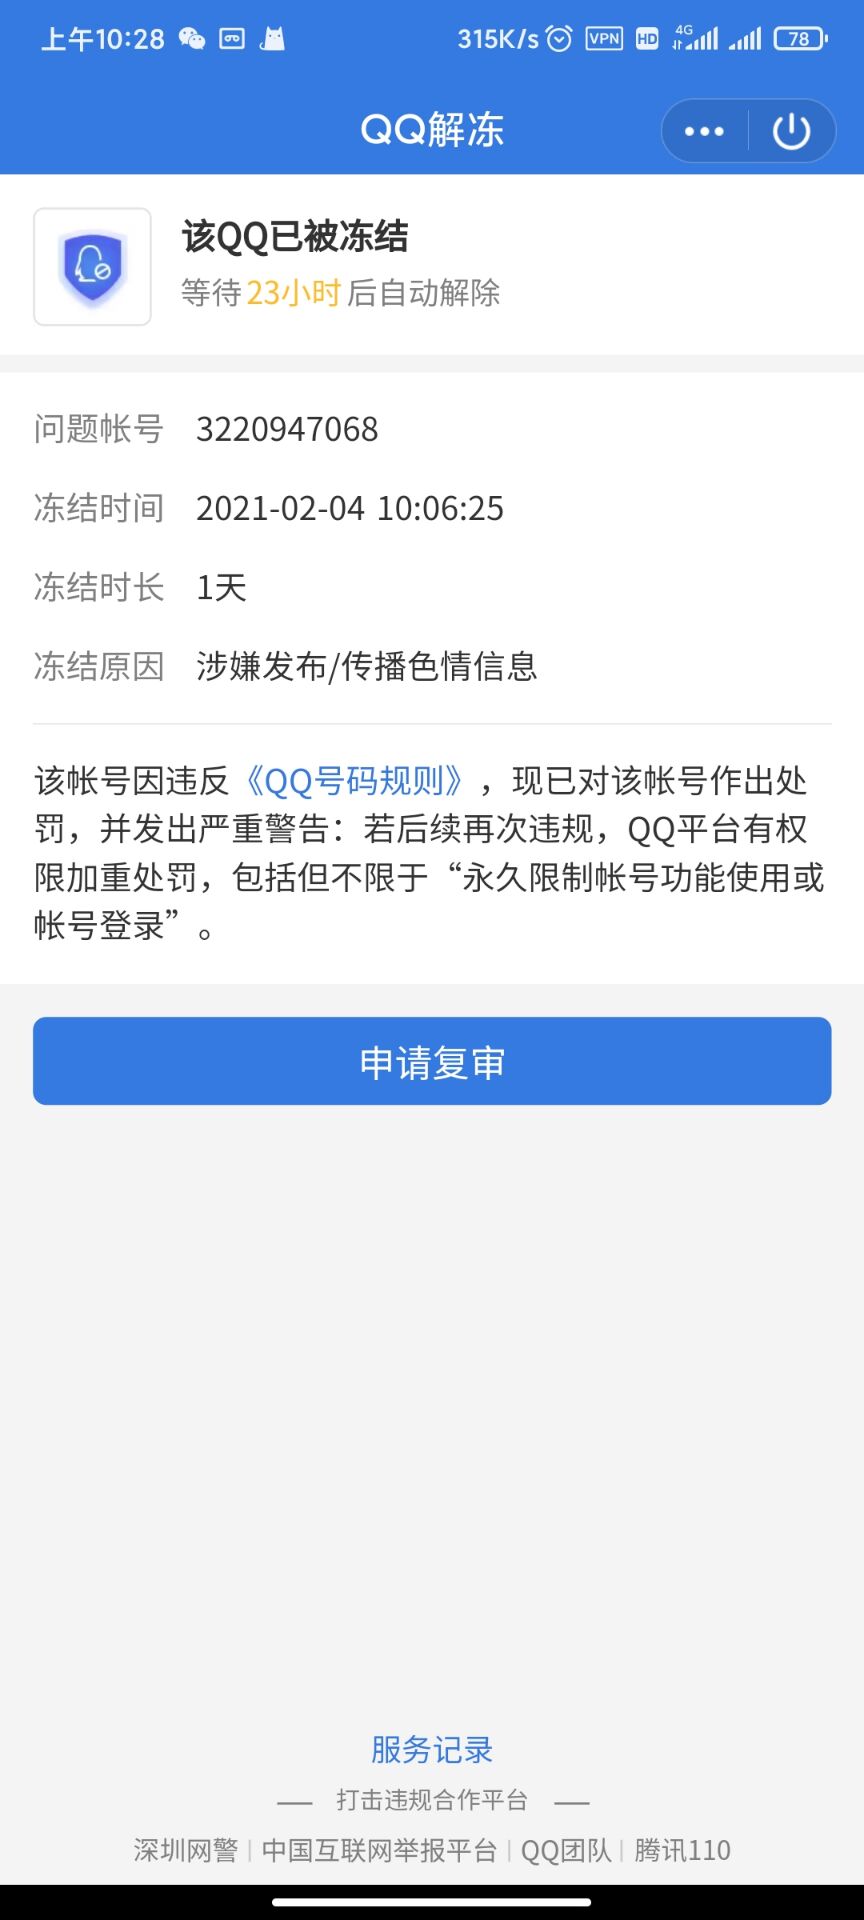 上午10:28 315K/s VPN HD 4G 78
QQ解冻
该QQ已被冻结
等待23小时后自动解除
问题帐号 3220947068
冻结时间 2021-02-04 10:06:25
冻结时长 1天
冻结原因 涉嫌发布/传播色情信息
该帐号因违反《QQ号码规则》，现已对该帐号作出处
罚，并发出严重警告：若后续再次违规，QQ平台有权
限加重处罚，包括但不限于“永久限制帐号功能使用或
帐号登录”。
申请复审
服务记录
打击违规合作平台
深圳网警 | 中国互联网举报平台 | QQ团队 | 腾讯110